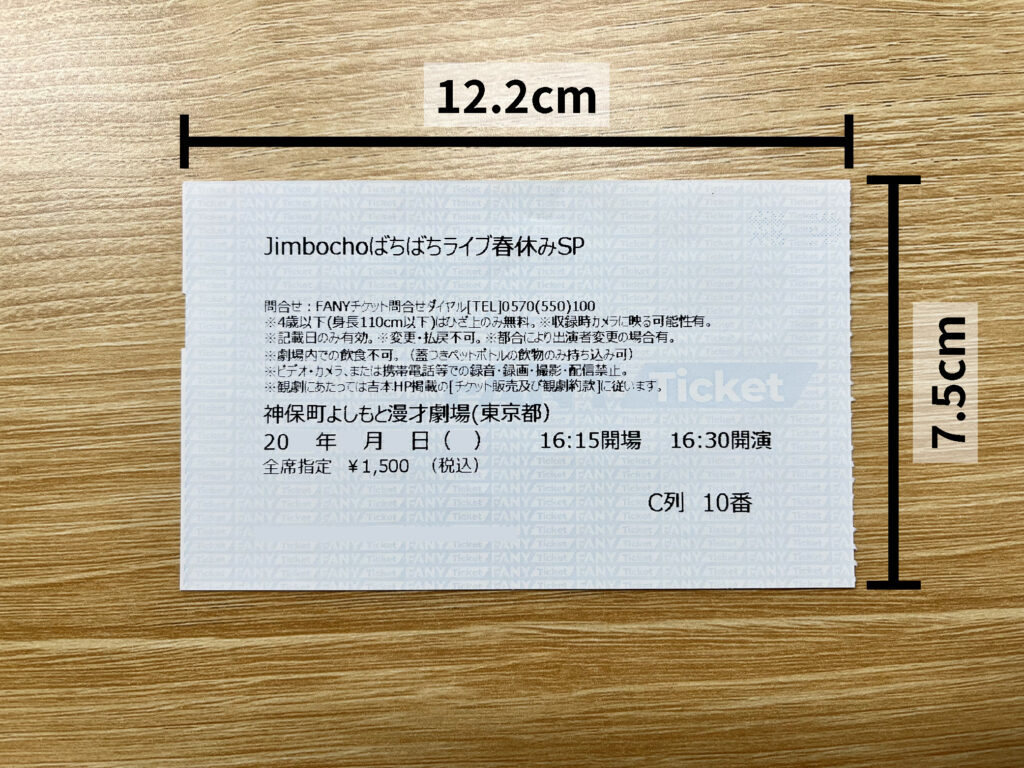 12.2cm
Jimbochoばちばちライブ春休みSP
問合せ：FANYチケット問合せダイヤル[TEL]0570(550)100
※4歳以下(身長110cm以下)はひざ上のみ無料。※収録時カメラに映る可能性有。
※記載日のみ有効。※変更・払戻不可。※都合により出演者変更の場合有。
※劇場内での飲食不可。（蓋つきペットボトルの飲物のみ持ち込み可）
※ビデオ・カメラ、または携帯電話等での録音・録画・撮影・配信禁止。
※観劇にあたっては吉本HP掲載の[チケット販売及び観劇約款]に従います。
Ticket
神保町よしもと漫才劇場(東京都)
20 年 月 日（ ） 16:15開場 16:30開演
全席指定 ￥1,500 （税込）
C列 10番
7.5cm